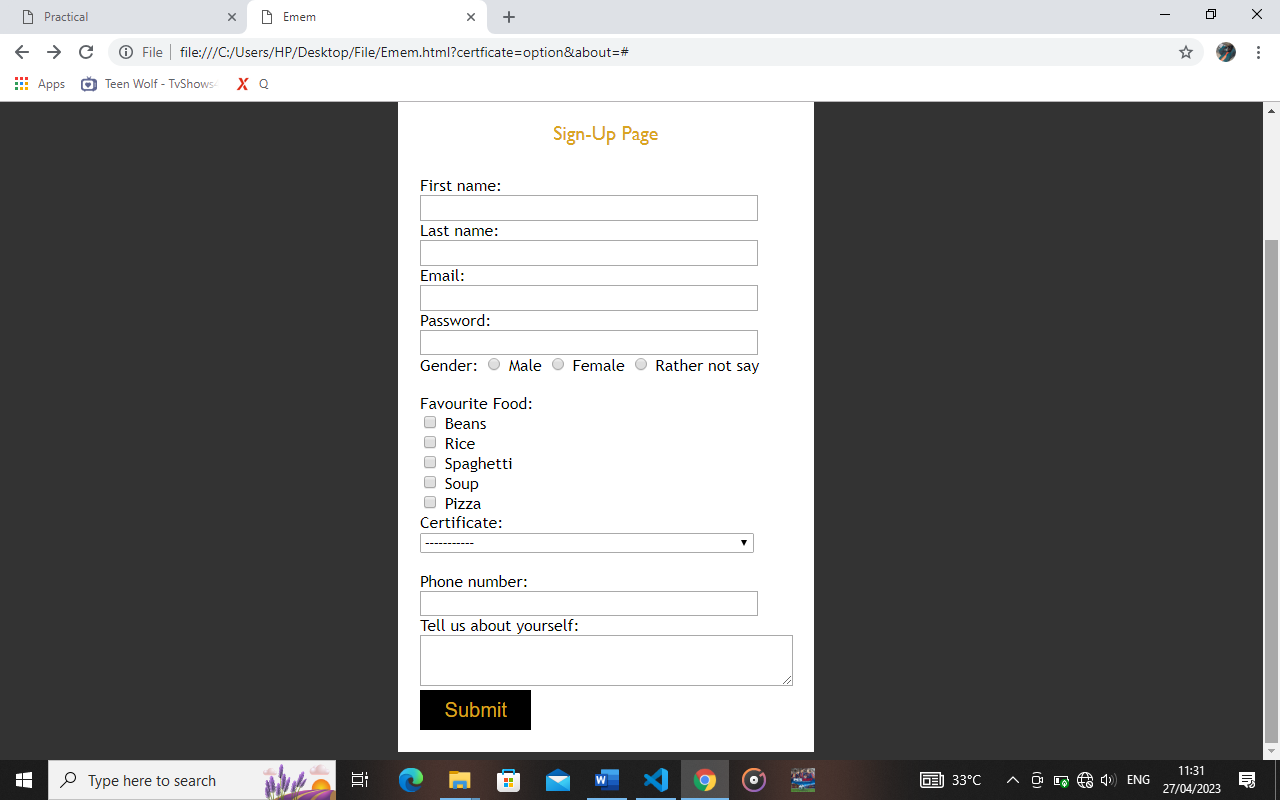 Practical
Emem
File
file:///C:/Users/HP/Desktop/File/Emem.html?certficate=option&about=#
Apps
Teen Wolf - TvShows
Q
Sign-Up Page
First name:
Last name:
Email:
Password:
Gender: Male Female Rather not say
Favourite Food:
Beans
Rice
Spaghetti
Soup
Pizza
Certificate:
-----------
Phone number:
Tell us about yourself:
Submit
Type here to search
33°C
ENG
11:31
27/04/2023